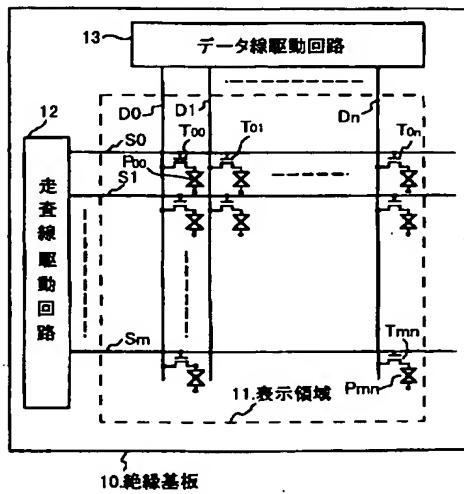 13
データ線駆動回路
12
走査線駆動回路
D0
D1
Dn
S0
T00
T01
T0n
P00
S1
Sm
Tmn
Pmn
11.表示領域
10.絶縁基板